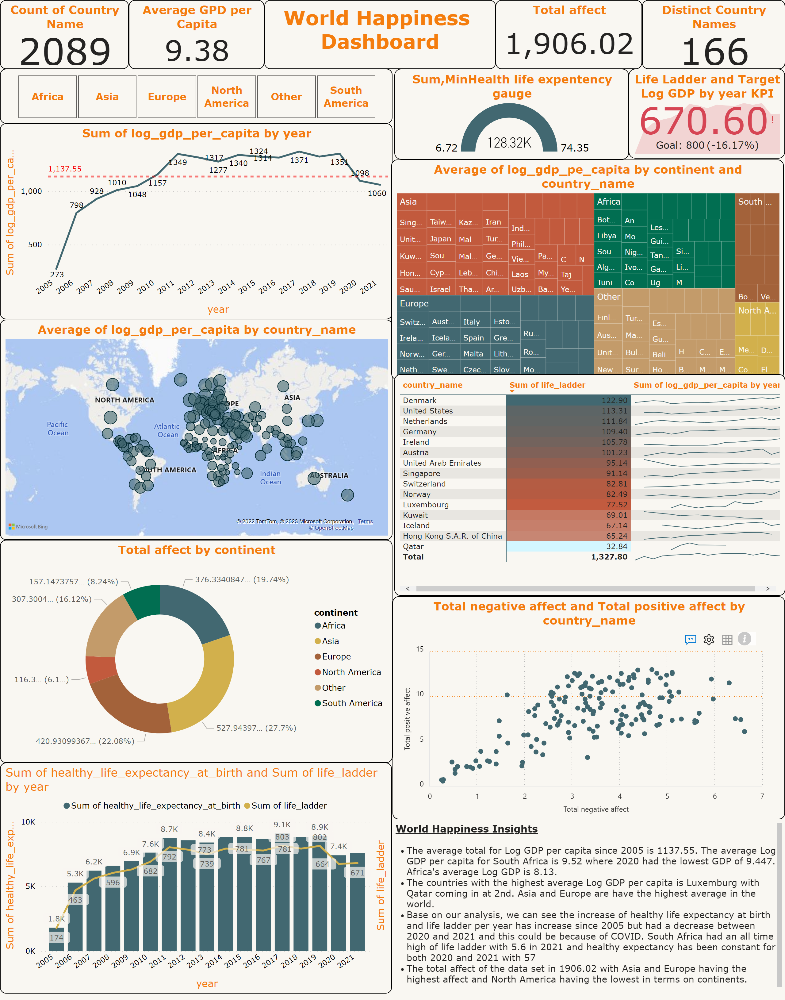 Count of Country
Name
2089
Average GPD per
Capita
9.38
World Happiness
Dashboard
Total affect
1,906.02
Distinct Country
Names
166
Africa
Asia
Europe
North
America
Other
South
America
Sum,MinHealth life expentency
gauge
6.72
128.32K
74.35
Life Ladder and Target
Log GDP by year KPI
670.60!
Goal: 800 (-16.17%)
Sum of log_gdp_per_capita by year
Sum of log_gdp_per_ca...
1,000
500
1,137.55
273
798
928
1010
1048
1157
1349
1317
1277
1340
1324
1314
1371
1351
1098
1060
2005 2006 2007 2008 2009 2010 2011 2012 2013 2014 2015 2016 2017 2018 2019 2020 2021
year
Average of log_gdp_pe_capita by continent and
country_name
Asia
Sing... Taiw... Kaz... Iran Ind...
Unit... Japan Mal... Tur... Phil...
Kuw... Sou... Mal... Ge... Vie... Pa... C... N...
Hon... Cyp... Leb... Chi... Laos My... Taj...
Sau... Israel Tha... Ar... Uzb... Ba... Ye...
Europe
Switz... Aust... Italy Esto... Ru...
Irela... Icela... Spain Gre...
Norw... Ger... Malta Lith... Ro...
Neth... Swe... Czec... Slov... Mo...
Africa
Bot... An... Les...
Libya Mo... Gui...
Sou... Nig... Tan... Si...
Alg... Ivo... Ga... Li...
Tuni... Co... Ug... M...
Other
Finl... Tur... Es...
Aus... Ma... Gu...
Unit... Bul... Beli... H... C... E...
New... Sur... Ho... B... M... M...
South ...
Bo... Ve...
North A...
Me... D...
Co... El ...
Average of log_gdp_per_capita by country_name
NORTH AMERICA
ASIA
OPE
Pacific
Ocean
Atlantic
Ocean
AFRICA
SOUTH AMERICA
Indian
Ocean
AUSTRALIA
Microsoft Bing
© 2022 TomTom, © 2023 Microsoft Corporation, Terms
© OpenStreetMap
country_name Sum of life_ladder Sum of log_gdp_per_capita by year
Denmark 122.90
United States 113.31
Netherlands 111.84
Germany 109.40
Ireland 105.78
Austria 101.23
United Arab Emirates 95.14
Singapore 91.14
Switzerland 82.81
Norway 82.49
Luxembourg 77.52
Kuwait 69.01
Iceland 67.14
Hong Kong S.A.R. of China 65.24
Qatar 32.84
Total 1,327.80
Total affect by continent
157.1473757... (8.24%)
376.3340847... (19.74%)
307.3004... (16.12%)
116.3... (6.1...)
527.94397... (27.7%)
420.93099367... (22.08%)
continent
Africa
Asia
Europe
North America
Other
South America
Total negative affect and Total positive affect by
country_name
Total positive affect
15
10
5
0
0 1 2 3 4 5 6 7
Total negative affect
Sum of healthy_life_expectancy_at_birth and Sum of life_ladder
by year
Sum of healthy_life_expectancy_at_birth Sum of life_ladder
Sum of healthy_life_exp...
10K
5K
0K
1.8K
5.3K
6.2K
6.9K
7.6K
8.7K
8.4K
8.8K
9.1K
8.9K
7.4K
174
463
596
682
792
773
739
781
767
803
781
802
664
671
Sum of life_ladder
2005 2006 2007 2008 2009 2010 2011 2012 2013 2014 2015 2016 2017 2018 2019 2020 2021
year
World Happiness Insights
• The average total for Log GDP per capita since 2005 is 1137.55. The average Log
GDP per capita for South Africa is 9.52 where 2020 had the lowest GDP of 9.447.
Africa's average Log GDP is 8.13.
• The countries with the highest average Log GDP per capita is Luxemburg with
Qatar coming in at 2nd. Asia and Europe are have the highest average in the
world.
• Base on our analysis, we can see the increase of healthy life expectancy at birth
and life ladder per year has increase since 2005 but had a decrease between
2020 and 2021 and this could be because of COVID. South Africa had an all time
high of life ladder with 5.6 in 2021 and healthy expectancy has been constant for
both 2020 and 2021 with 57
• The total affect of the data set in 1906.02 with Asia and Europe having the
highest affect and North America having the lowest in terms on continents.